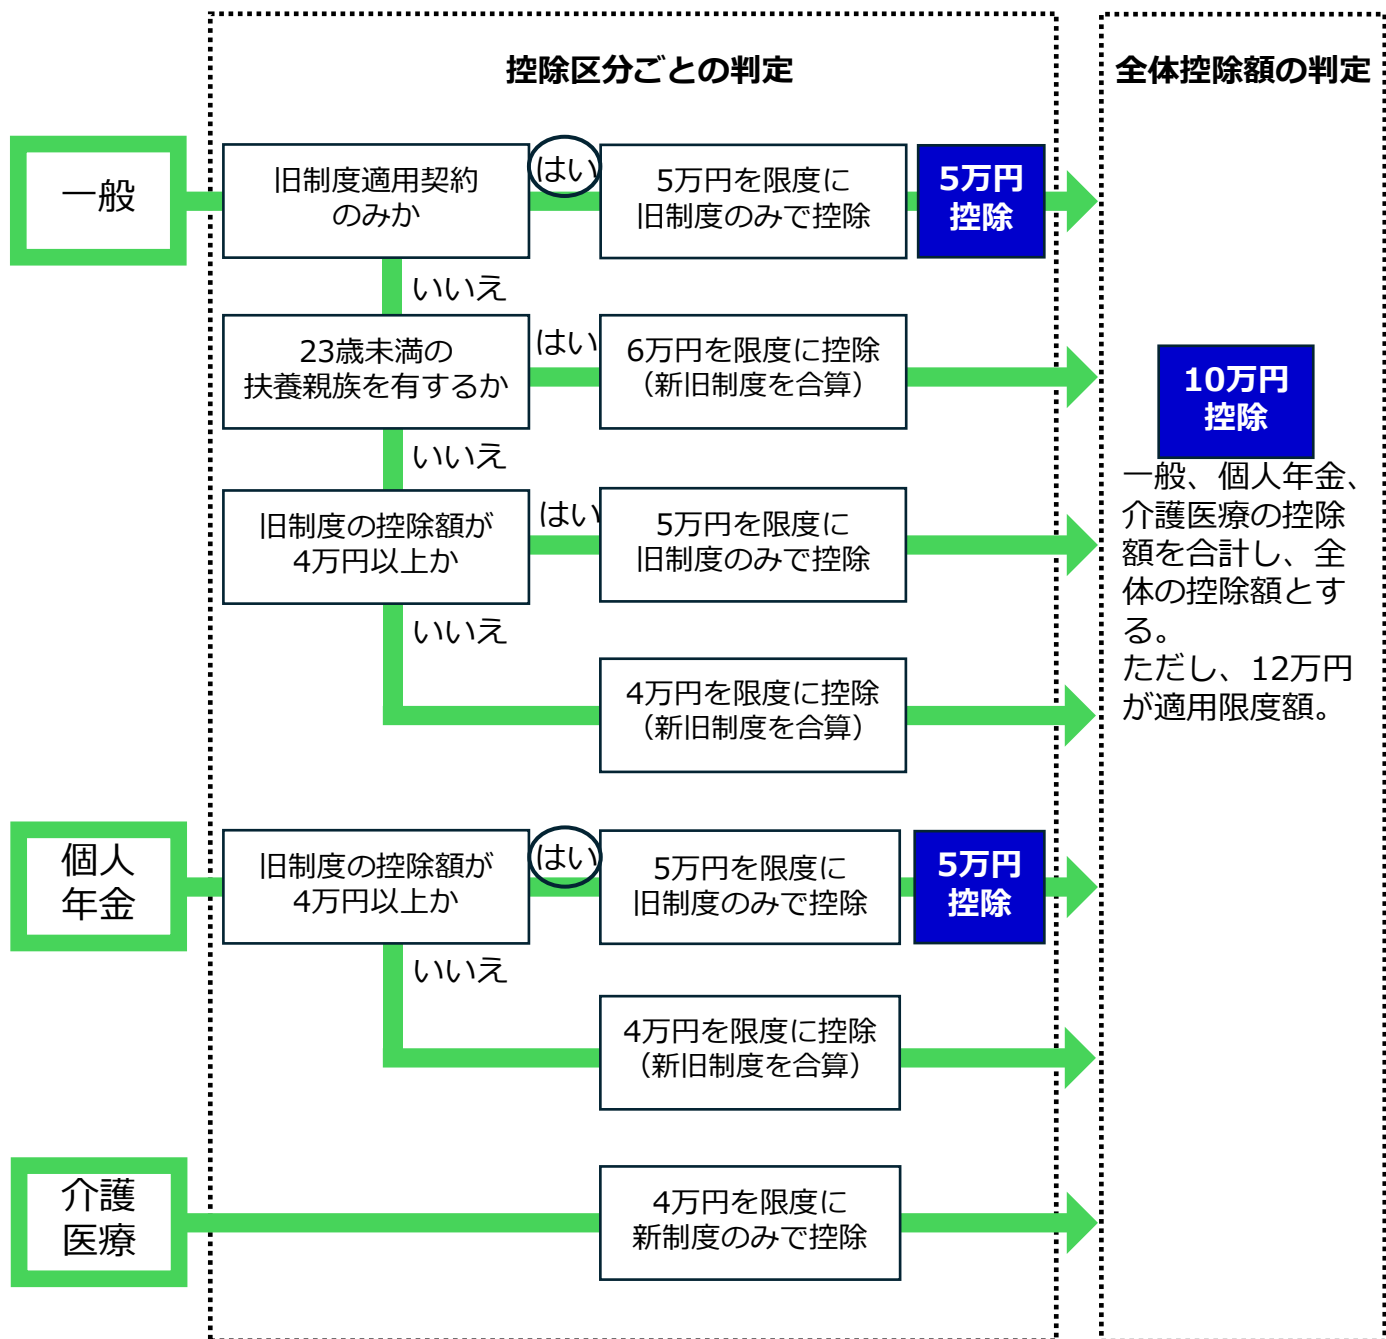 控除区分ごとの判定
全体控除額の判定
一般
旧制度適用契約
のみか
はい
5万円を限度に
旧制度のみで控除
5万円
控除
いいえ
23歳未満の
扶養親族を有するか
はい
6万円を限度に控除
（新旧制度を合算）
いいえ
旧制度の控除額が
4万円以上か
はい
5万円を限度に
旧制度のみで控除
いいえ
4万円を限度に控除
（新旧制度を合算）
個人
年金
旧制度の控除額が
4万円以上か
はい
5万円を限度に
旧制度のみで控除
5万円
控除
いいえ
4万円を限度に控除
（新旧制度を合算）
介護
医療
4万円を限度に
新制度のみで控除
10万円
控除
一般、個人年金、
介護医療の控除
額を合計し、全
体の控除額とす
る。
ただし、12万円
が適用限度額。